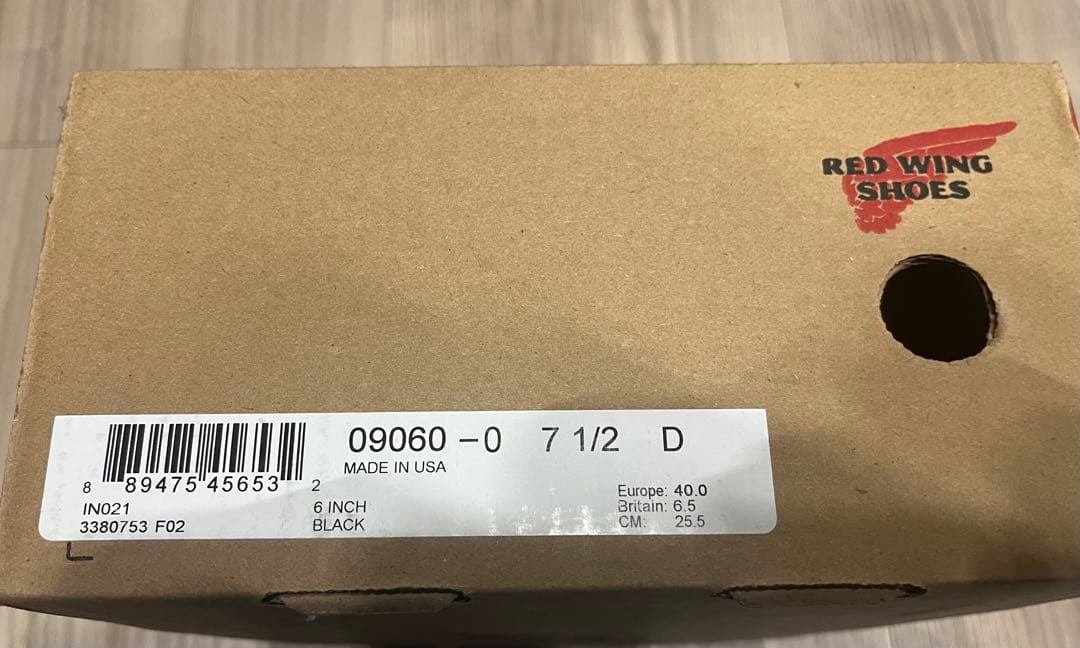 RED WING
SHOES
09060 -0 7 1/2 D
MADE IN USA
8 89475 45653 2
IN021
3380753 F02
6 INCH
BLACK
Europe: 40.0
Britain: 6.5
CM: 25.5